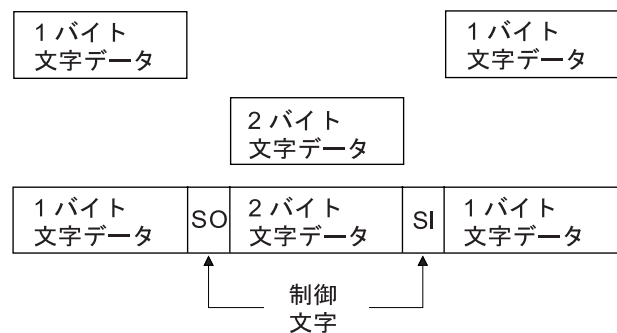 1 バイト
文字データ
1 バイト
文字データ
2 バイト
文字データ
1 バイト
文字データ
SO
2 バイト
文字データ
SI
1 バイト
文字データ
制御
文字